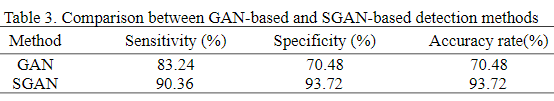 Table 3. Comparison between GAN-based and SGAN-based detection methods
Method Sensitivity (%) Specificity (%) Accuracy rate(%)
GAN 83.24 70.48 70.48
SGAN 90.36 93.72 93.72